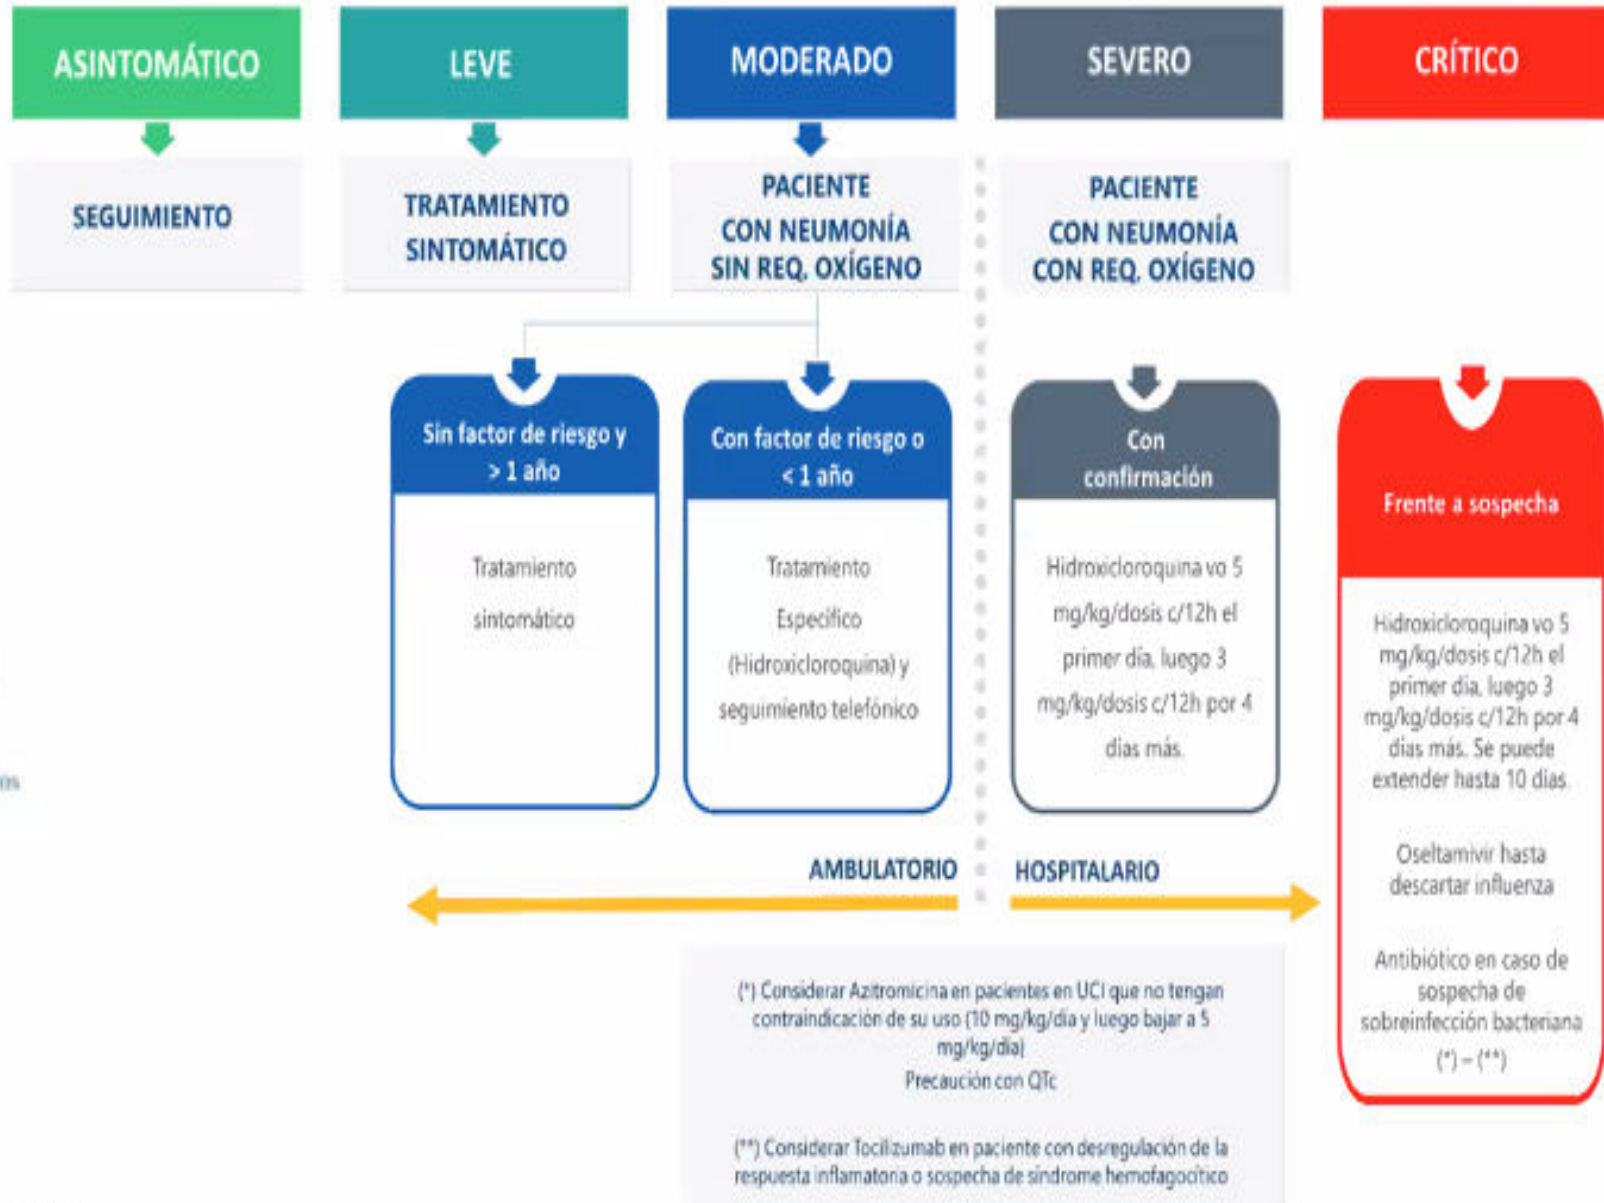 ASINTOMÁTICO
SEGUIMIENTO
LEVE
TRATAMIENTO
SINTOMÁTICO
MODERADO
PACIENTE
CON NEUMONÍA
SIN REQ. OXÍGENO
Sin factor de riesgo y
> 1 año
Tratamiento
sintomático
Con factor de riesgo o
< 1 año
Tratamiento
Específico
(Hidroxicloroquina) y
seguimiento telefónico
SEVERO
PACIENTE
CON NEUMONÍA
CON REQ. OXÍGENO
Con
confirmación
Hidroxicloroquina vo 5
mg/kg/dosis c/12h el
primer día, luego 3
mg/kg/dosis c/12h por 4
días más.
CRÍTICO
Frente a sospecha
Hidroxicloroquina vo 5
mg/kg/dosis c/12h el
primer día, luego 3
mg/kg/dosis c/12h por 4
días más. Se puede
extender hasta 10 días.
Oseltamivir hasta
descartar influenza
Antibiótico en caso de
sospecha de
sobreinfección bacteriana
(*) – (**)
AMBULATORIO
HOSPITALARIO
(*) Considerar Azitromicina en pacientes en UCI que no tengan
contraindicación de su uso (10 mg/kg/día y luego bajar a 5
mg/kg/día)
Precaución con QTc
(**) Considerar Tocilizumab en paciente con desregulación de la
respuesta inflamatoria o sospecha de síndrome hemofagocítico